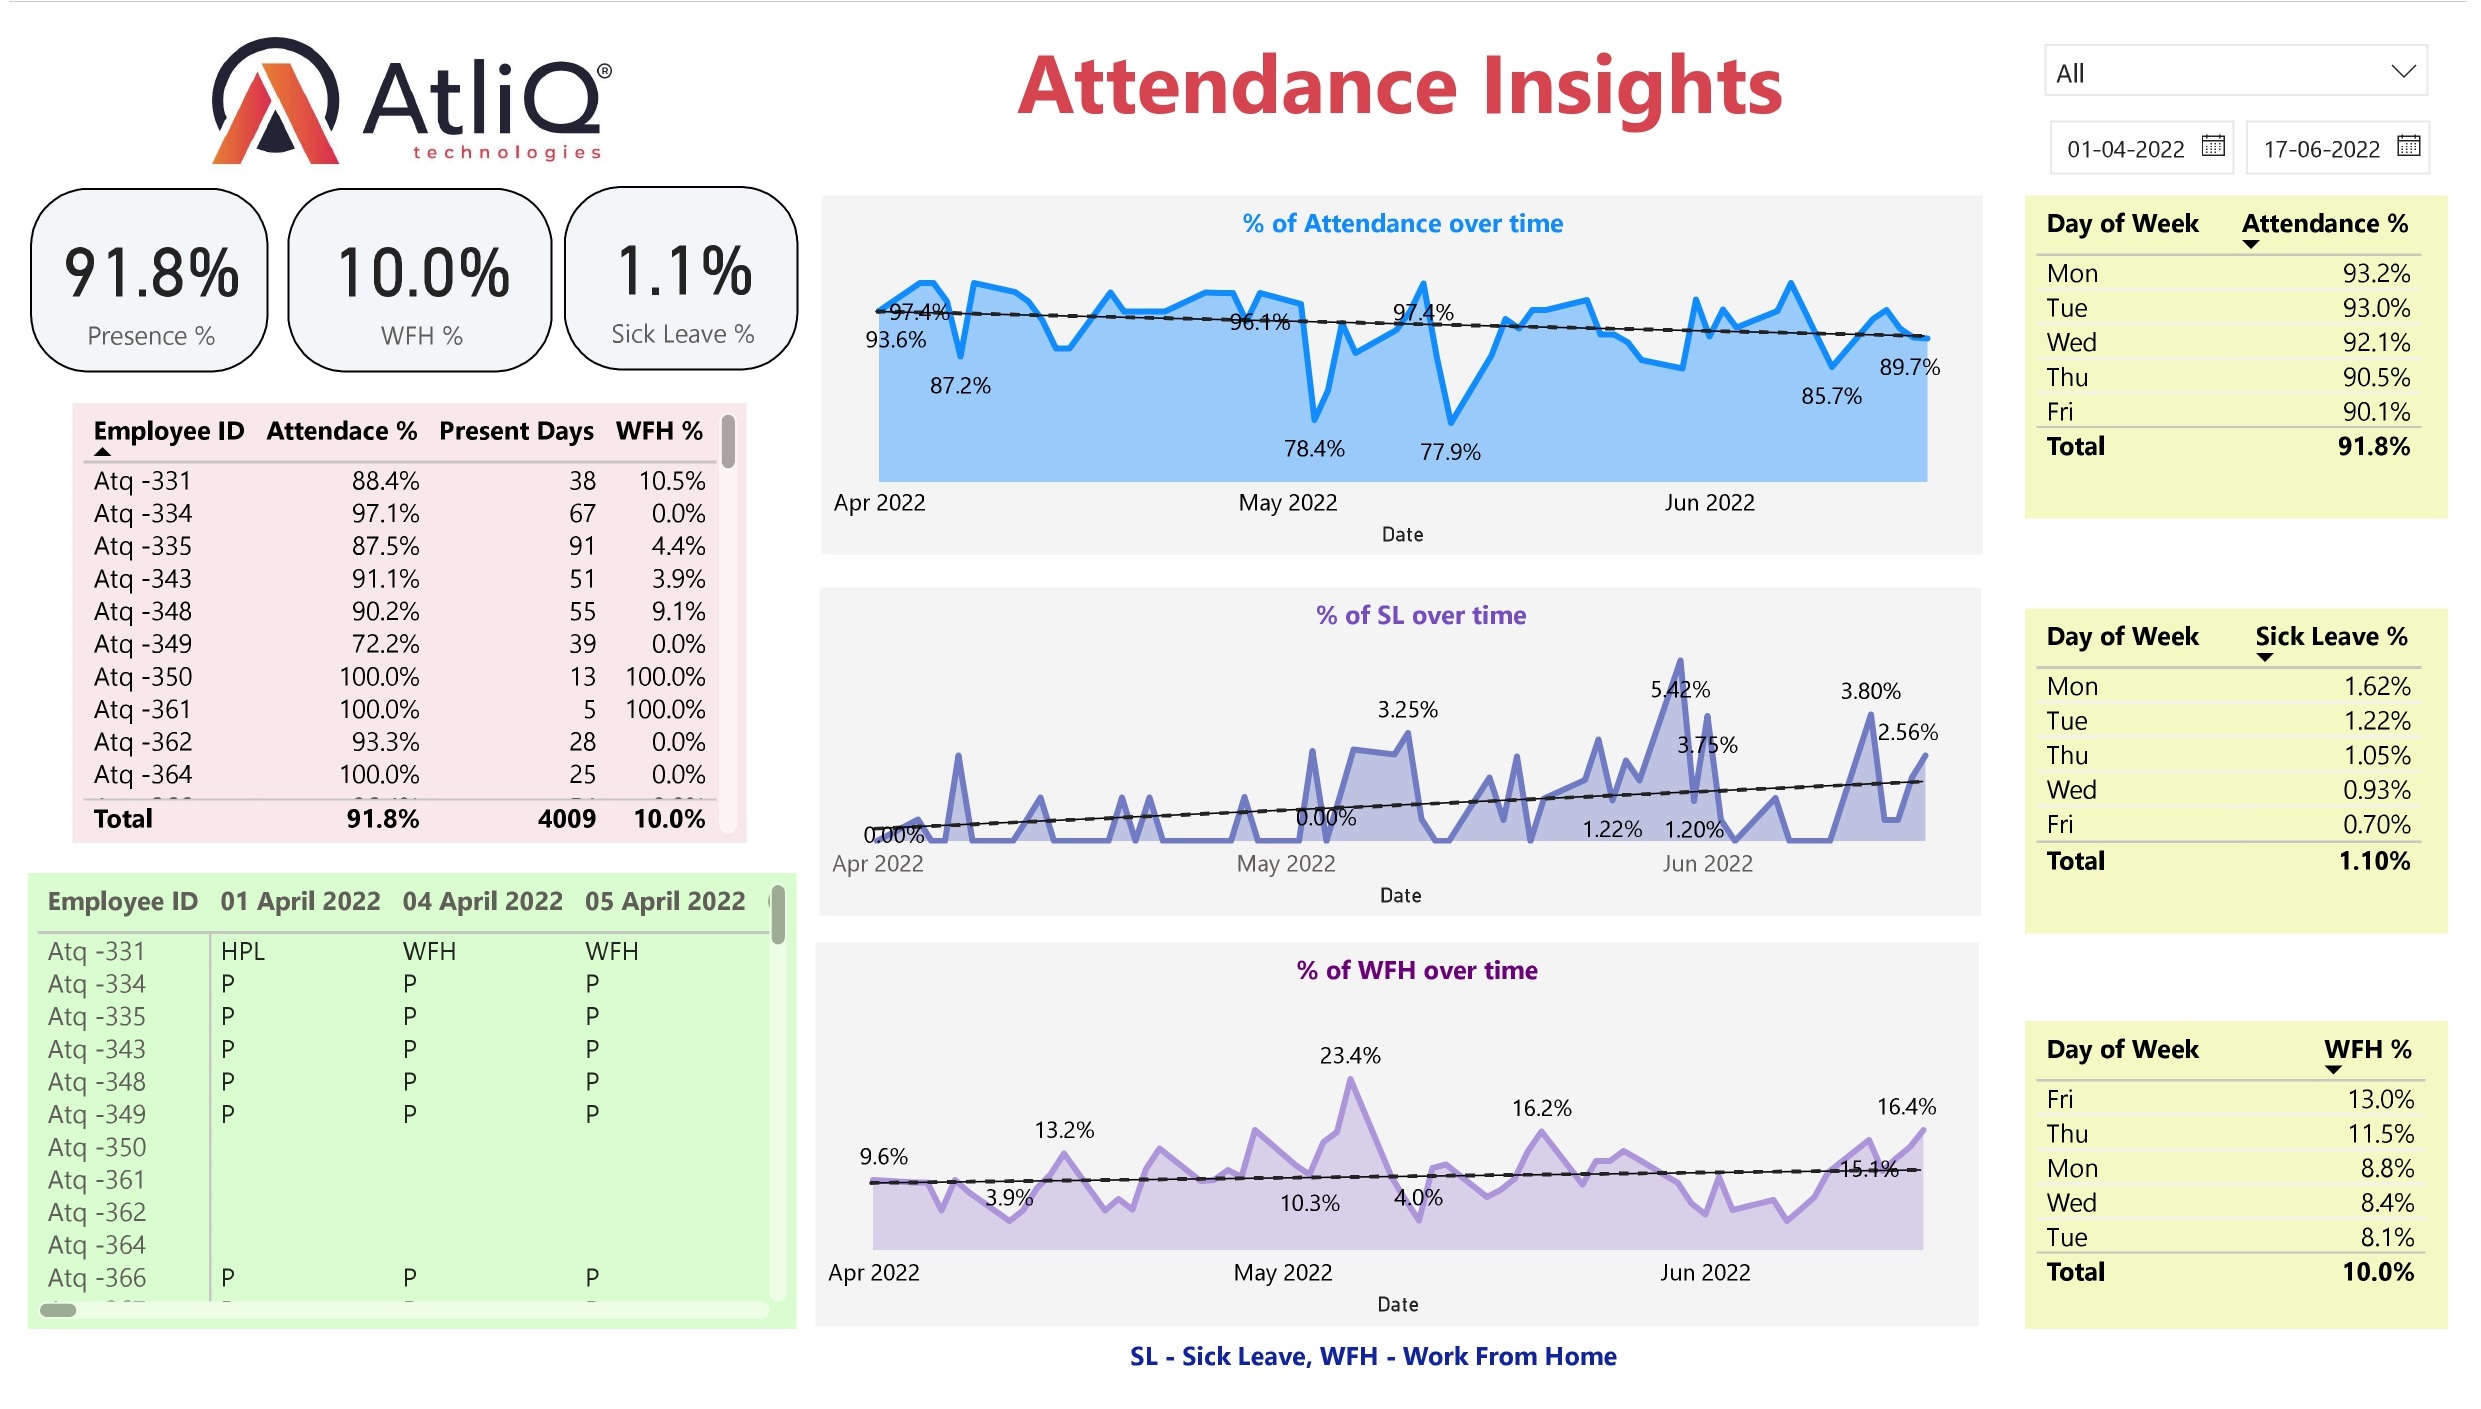 AtliQ®
technologies
Attendance Insights
All
01-04-2022 17-06-2022
91.8%
Presence %
10.0%
WFH %
1.1%
Sick Leave %
Employee ID Attendace % Present Days WFH %
Atq -331 88.4% 38 10.5%
Atq -334 97.1% 67 0.0%
Atq -335 87.5% 91 4.4%
Atq -343 91.1% 51 3.9%
Atq -348 90.2% 55 9.1%
Atq -349 72.2% 39 0.0%
Atq -350 100.0% 13 100.0%
Atq -361 100.0% 5 100.0%
Atq -362 93.3% 28 0.0%
Atq -364 100.0% 25 0.0%
Total 91.8% 4009 10.0%
Employee ID 01 April 2022 04 April 2022 05 April 2022
Atq -331 HPL WFH WFH
Atq -334 P P P
Atq -335 P P P
Atq -343 P P P
Atq -348 P P P
Atq -349 P P P
Atq -350
Atq -361
Atq -362
Atq -364
Atq -366 P P P
% of Attendance over time
97.4% 96.1% 97.4%
93.6%
87.2%
78.4% 77.9%
85.7%
89.7%
Apr 2022 May 2022 Jun 2022
Date
% of SL over time
0.00% 0.00% 3.25% 1.22% 5.42% 1.20% 3.75% 3.80% 2.56%
Apr 2022 May 2022 Jun 2022
Date
% of WFH over time
9.6% 3.9% 13.2% 10.3% 23.4% 4.0% 16.2% 15.1% 16.4%
Apr 2022 May 2022 Jun 2022
Date
SL - Sick Leave, WFH - Work From Home
Day of Week Attendance %
Mon 93.2%
Tue 93.0%
Wed 92.1%
Thu 90.5%
Fri 90.1%
Total 91.8%
Day of Week Sick Leave %
Mon 1.62%
Tue 1.22%
Thu 1.05%
Wed 0.93%
Fri 0.70%
Total 1.10%
Day of Week WFH %
Fri 13.0%
Thu 11.5%
Mon 8.8%
Wed 8.4%
Tue 8.1%
Total 10.0%